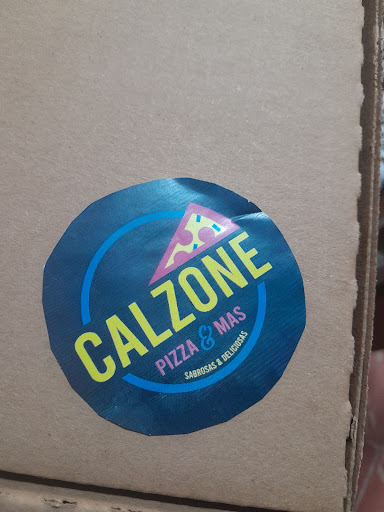 CALZONE
PIZZA & MAS
SABROSAS & DELICIOSAS